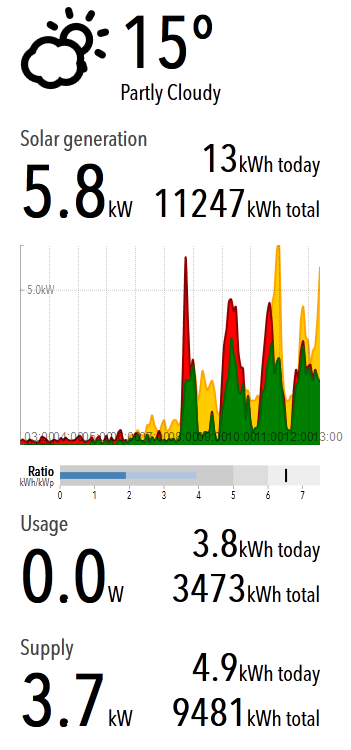 15°
Partly Cloudy
Solar generation
13kWh today
5.8kW
11247kWh total
5.0kW
03:0004:0005:0006:0007:0008:0009:0010:0011:0012:0013:00
Ratio
kWh/kWp
0 1 2 3 4 5 6 7
Usage
3.8kWh today
0.0W
3473kWh total
Supply
4.9kWh today
3.7kW
9481kWh total